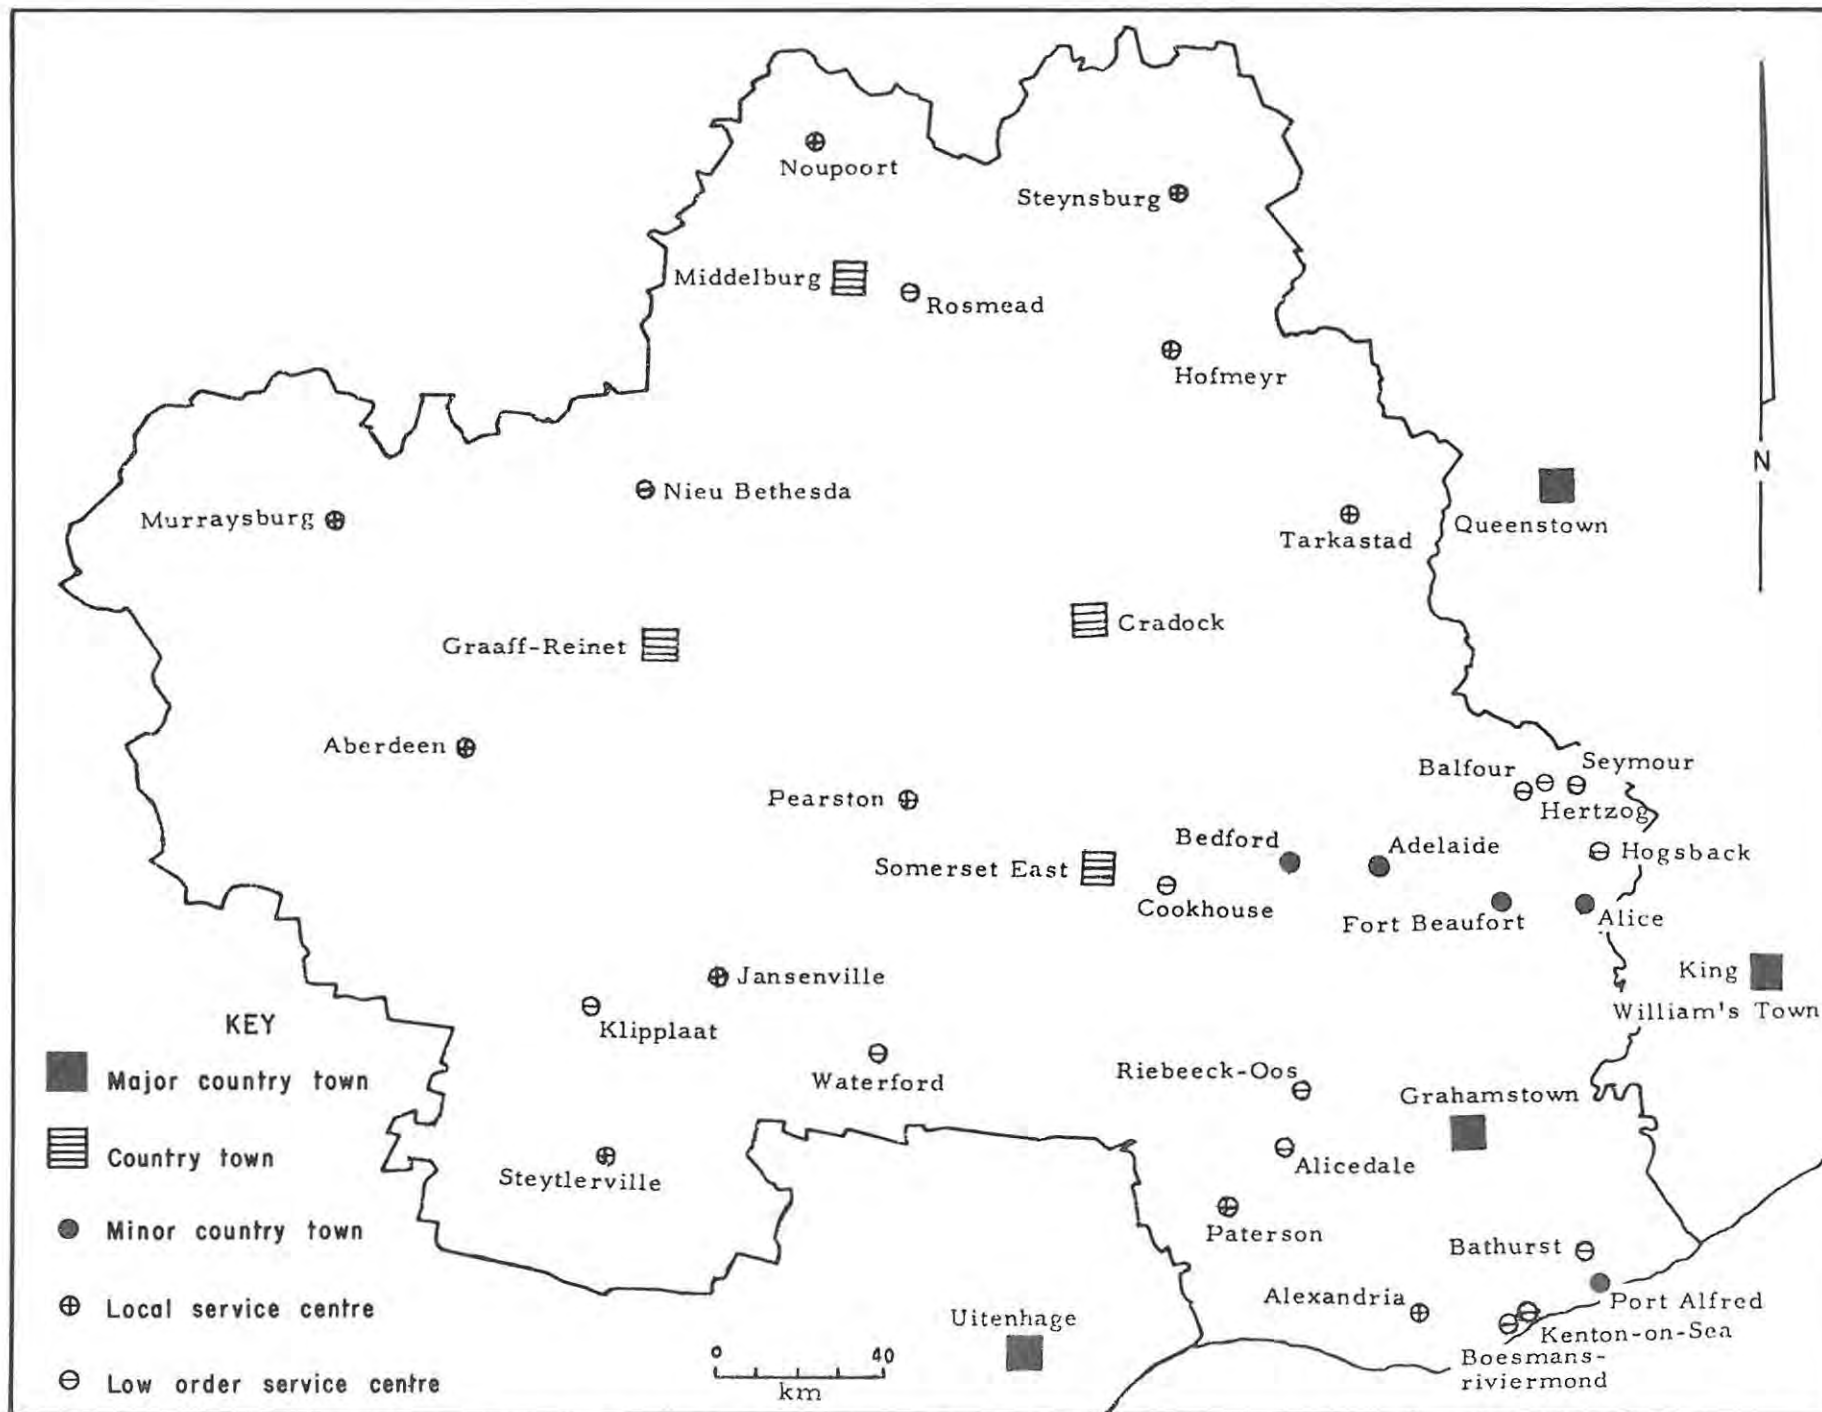 Noupoort
Steynsburg
Middelburg
Rosmead
Hofmeyr
N
Nieu Bethesda
Murraysburg
Queenstown
Tarkastad
Cradock
Graaff-Reinet
Aberdeen
Seymour
Balfour
Hertzog
Pearston
Bedford
Adelaide
Hogsback
Somerset East
Cookhouse
Fort Beaufort
Alice
King
William's Town
Jansenville
Klipplaat
Waterford
Riebeeck-Oos
Grahamstown
Alicedale
Steytlerville
Paterson
Bathurst
Alexandria
Port Alfred
Kenton-on-Sea
Boesmans-
riviermond
Uitenhage
0 40
km
KEY
Major country town
Country town
Minor country town
Local service centre
Low order service centre